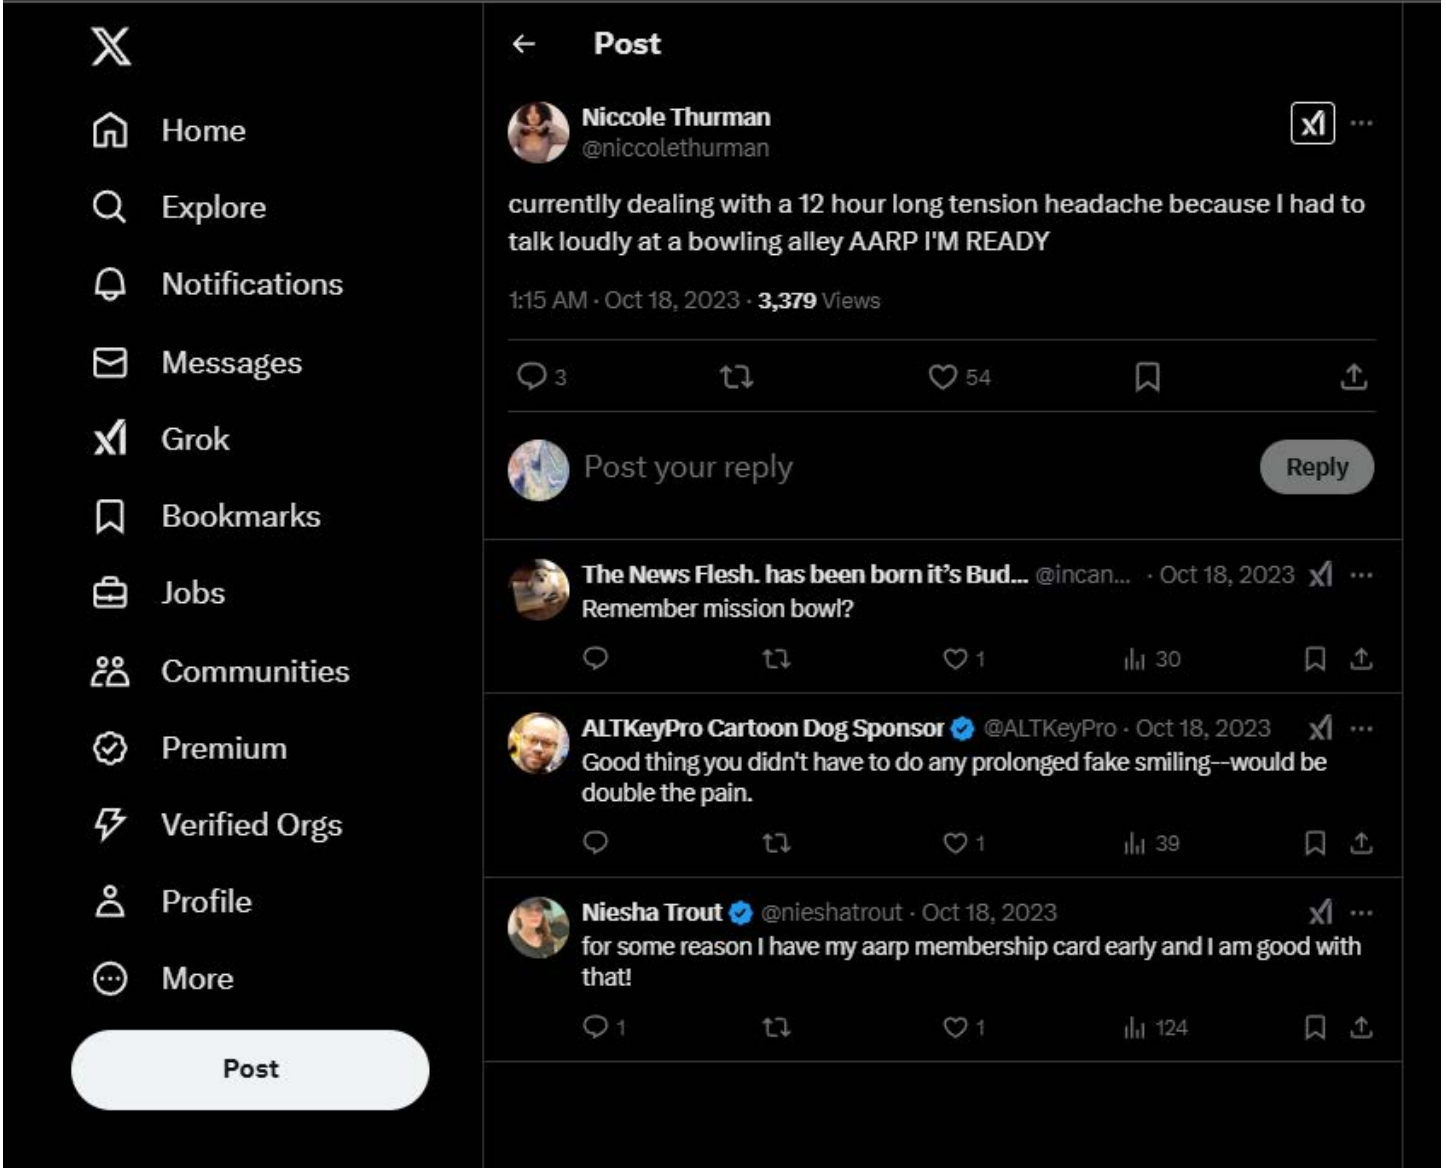 Post
Home
Explore
Notifications
Messages
Grok
Bookmarks
Jobs
Communities
Premium
Verified Orgs
Profile
More
Post
Niccole Thurman
@niccolethurman
currentlly dealing with a 12 hour long tension headache because I had to
talk loudly at a bowling alley AARP I'M READY
1:15 AM · Oct 18, 2023 · 3,379 Views
3
54
Post your reply
Reply
The News Flesh. has been born it’s Bud... @incan... · Oct 18, 2023
Remember mission bowl?
1
30
ALTKeyPro Cartoon Dog Sponsor @ALTKeyPro · Oct 18, 2023
Good thing you didn't have to do any prolonged fake smiling--would be
double the pain.
1
39
Niesha Trout @nieshatrout · Oct 18, 2023
for some reason I have my aarp membership card early and I am good with
that!
1
1
124